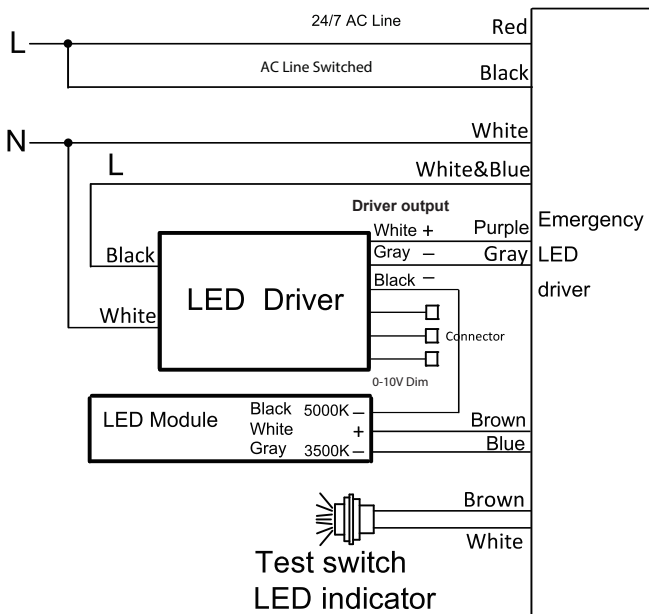 24/7 AC Line
Red
L
AC Line Switched
Black
White
N
L
White&Blue
Driver output
White +
Purple
Emergency
Gray –
Gray
LED
Black
Black –
driver
LED Driver
White
Connector
0-10V Dim
LED Module
Black 5000K –
White +
Gray 3500K –
Brown
Blue
Brown
White
Test switch
LED indicator